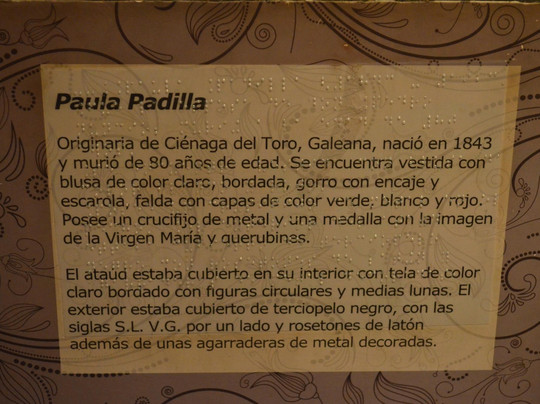 Paula Padilla
Originaria de Ciénaga del Toro, Galeana, nació en 1843
y murió de 80 años de edad. Se encuentra vestida con
blusa de color claro, bordada, gorro con encaje y
escarola, falda con capas de color verde, blanco y rojo.
Posee un crucifijo de metal y una medalla con la imagen
de la Virgen María y querubines.
El ataúd estaba cubierto en su interior con tela de color
claro bordado con figuras circulares y medias lunas. El
exterior estaba cubierto de terciopelo negro, con las
siglas S.L. V.G. por un lado y rosetones de latón
además de unas agarraderas de metal decoradas.